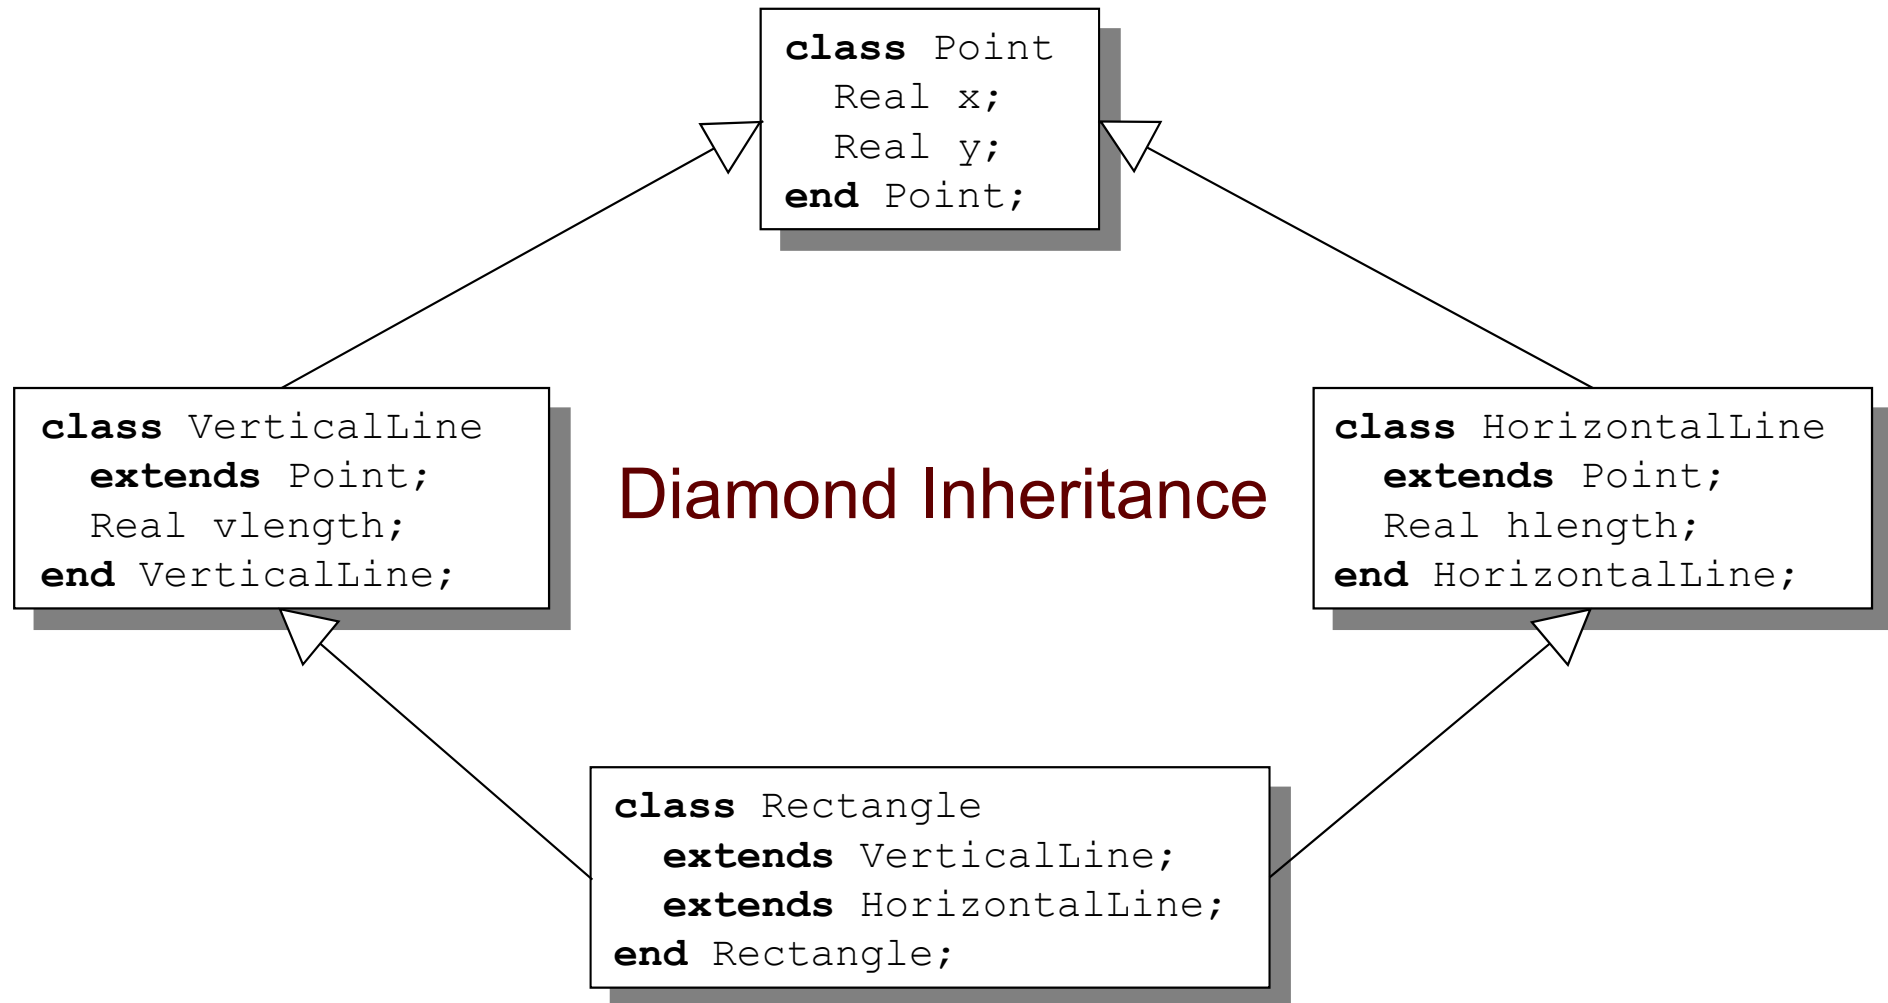 class Point
Real x;
Real y;
end Point;
class VerticalLine
extends Point;
Real vlength;
end VerticalLine;
Diamond Inheritance
class HorizontalLine
extends Point;
Real hlength;
end HorizontalLine;
class Rectangle
extends VerticalLine;
extends HorizontalLine;
end Rectangle;